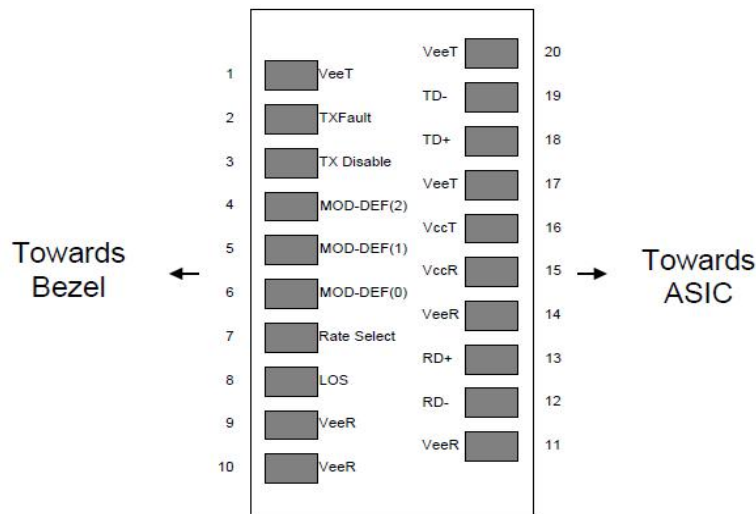 VeeT 20
1 VeeT
TD- 19
2 TXFault
TD+ 18
3 TX Disable
VeeT 17
4 MOD-DEF(2)
VccT 16
5 MOD-DEF(1)
Towards
Bezel
VccR 15
Towards
ASIC
6 MOD-DEF(0)
VeeR 14
7 Rate Select
RD+ 13
8 LOS
RD- 12
9 VeeR
VeeR 11
10 VeeR